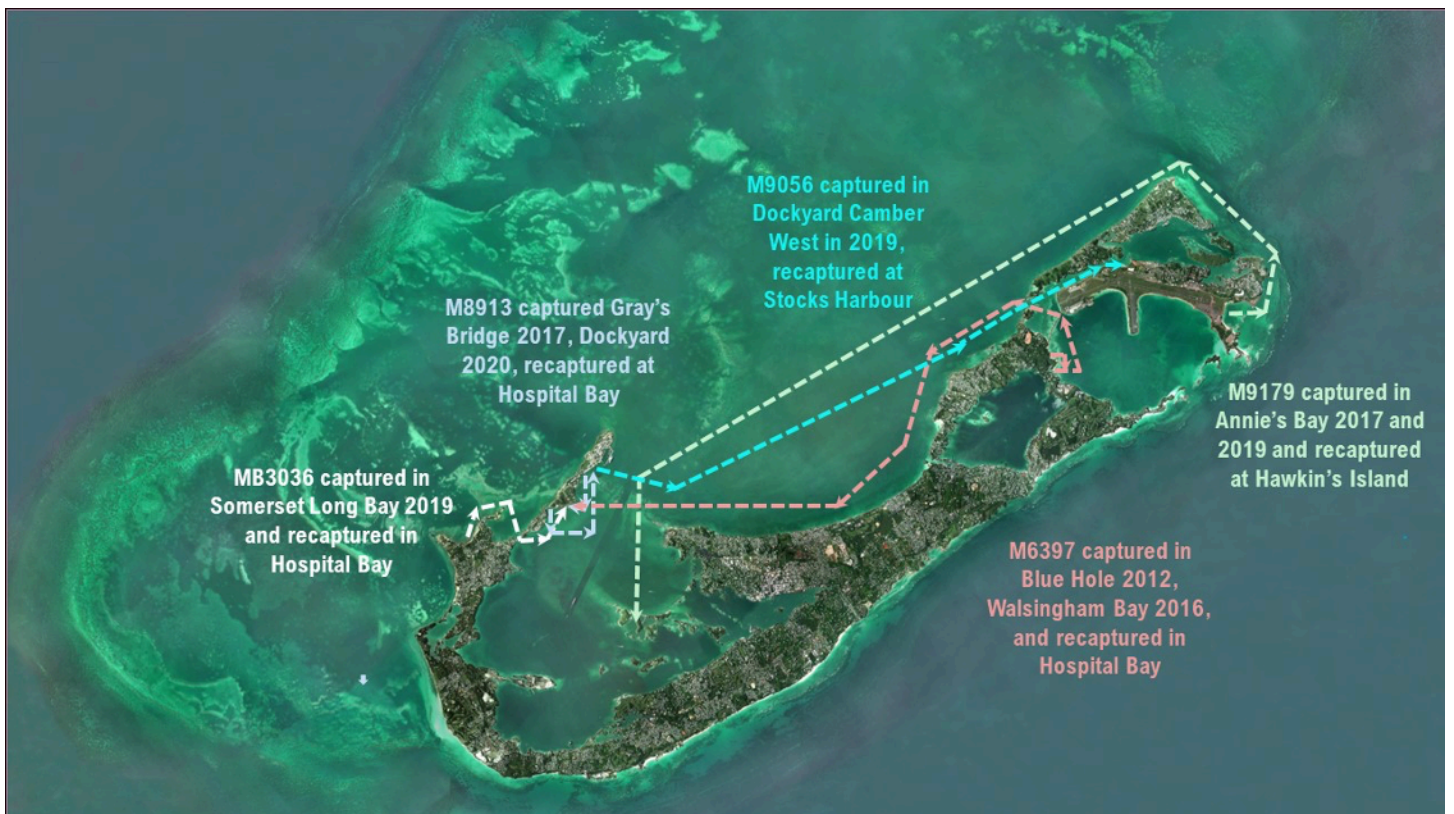 M9056 captured in
Dockyard Camber
West in 2019,
recaptured at
Stocks Harbour
M8913 captured Gray's
Bridge 2017, Dockyard
2020, recaptured at
Hospital Bay
M9179 captured in
Annie's Bay 2017 and
2019 and recaptured
at Hawkin's Island
MB3036 captured in
Somerset Long Bay 2019
and recaptured in
Hospital Bay
M6397 captured in
Blue Hole 2012,
Walsingham Bay 2016,
and recaptured in
Hospital Bay